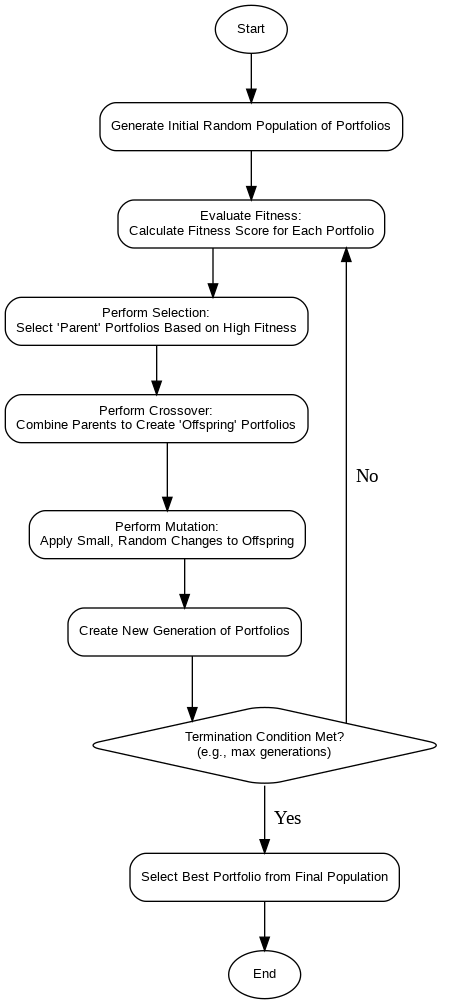 Start
Generate Initial Random Population of Portfolios
Evaluate Fitness:
Calculate Fitness Score for Each Portfolio
Perform Selection:
Select 'Parent' Portfolios Based on High Fitness
Perform Crossover:
Combine Parents to Create 'Offspring' Portfolios
No
Perform Mutation:
Apply Small, Random Changes to Offspring
Create New Generation of Portfolios
Termination Condition Met?
(e.g., max generations)
Yes
Select Best Portfolio from Final Population
End